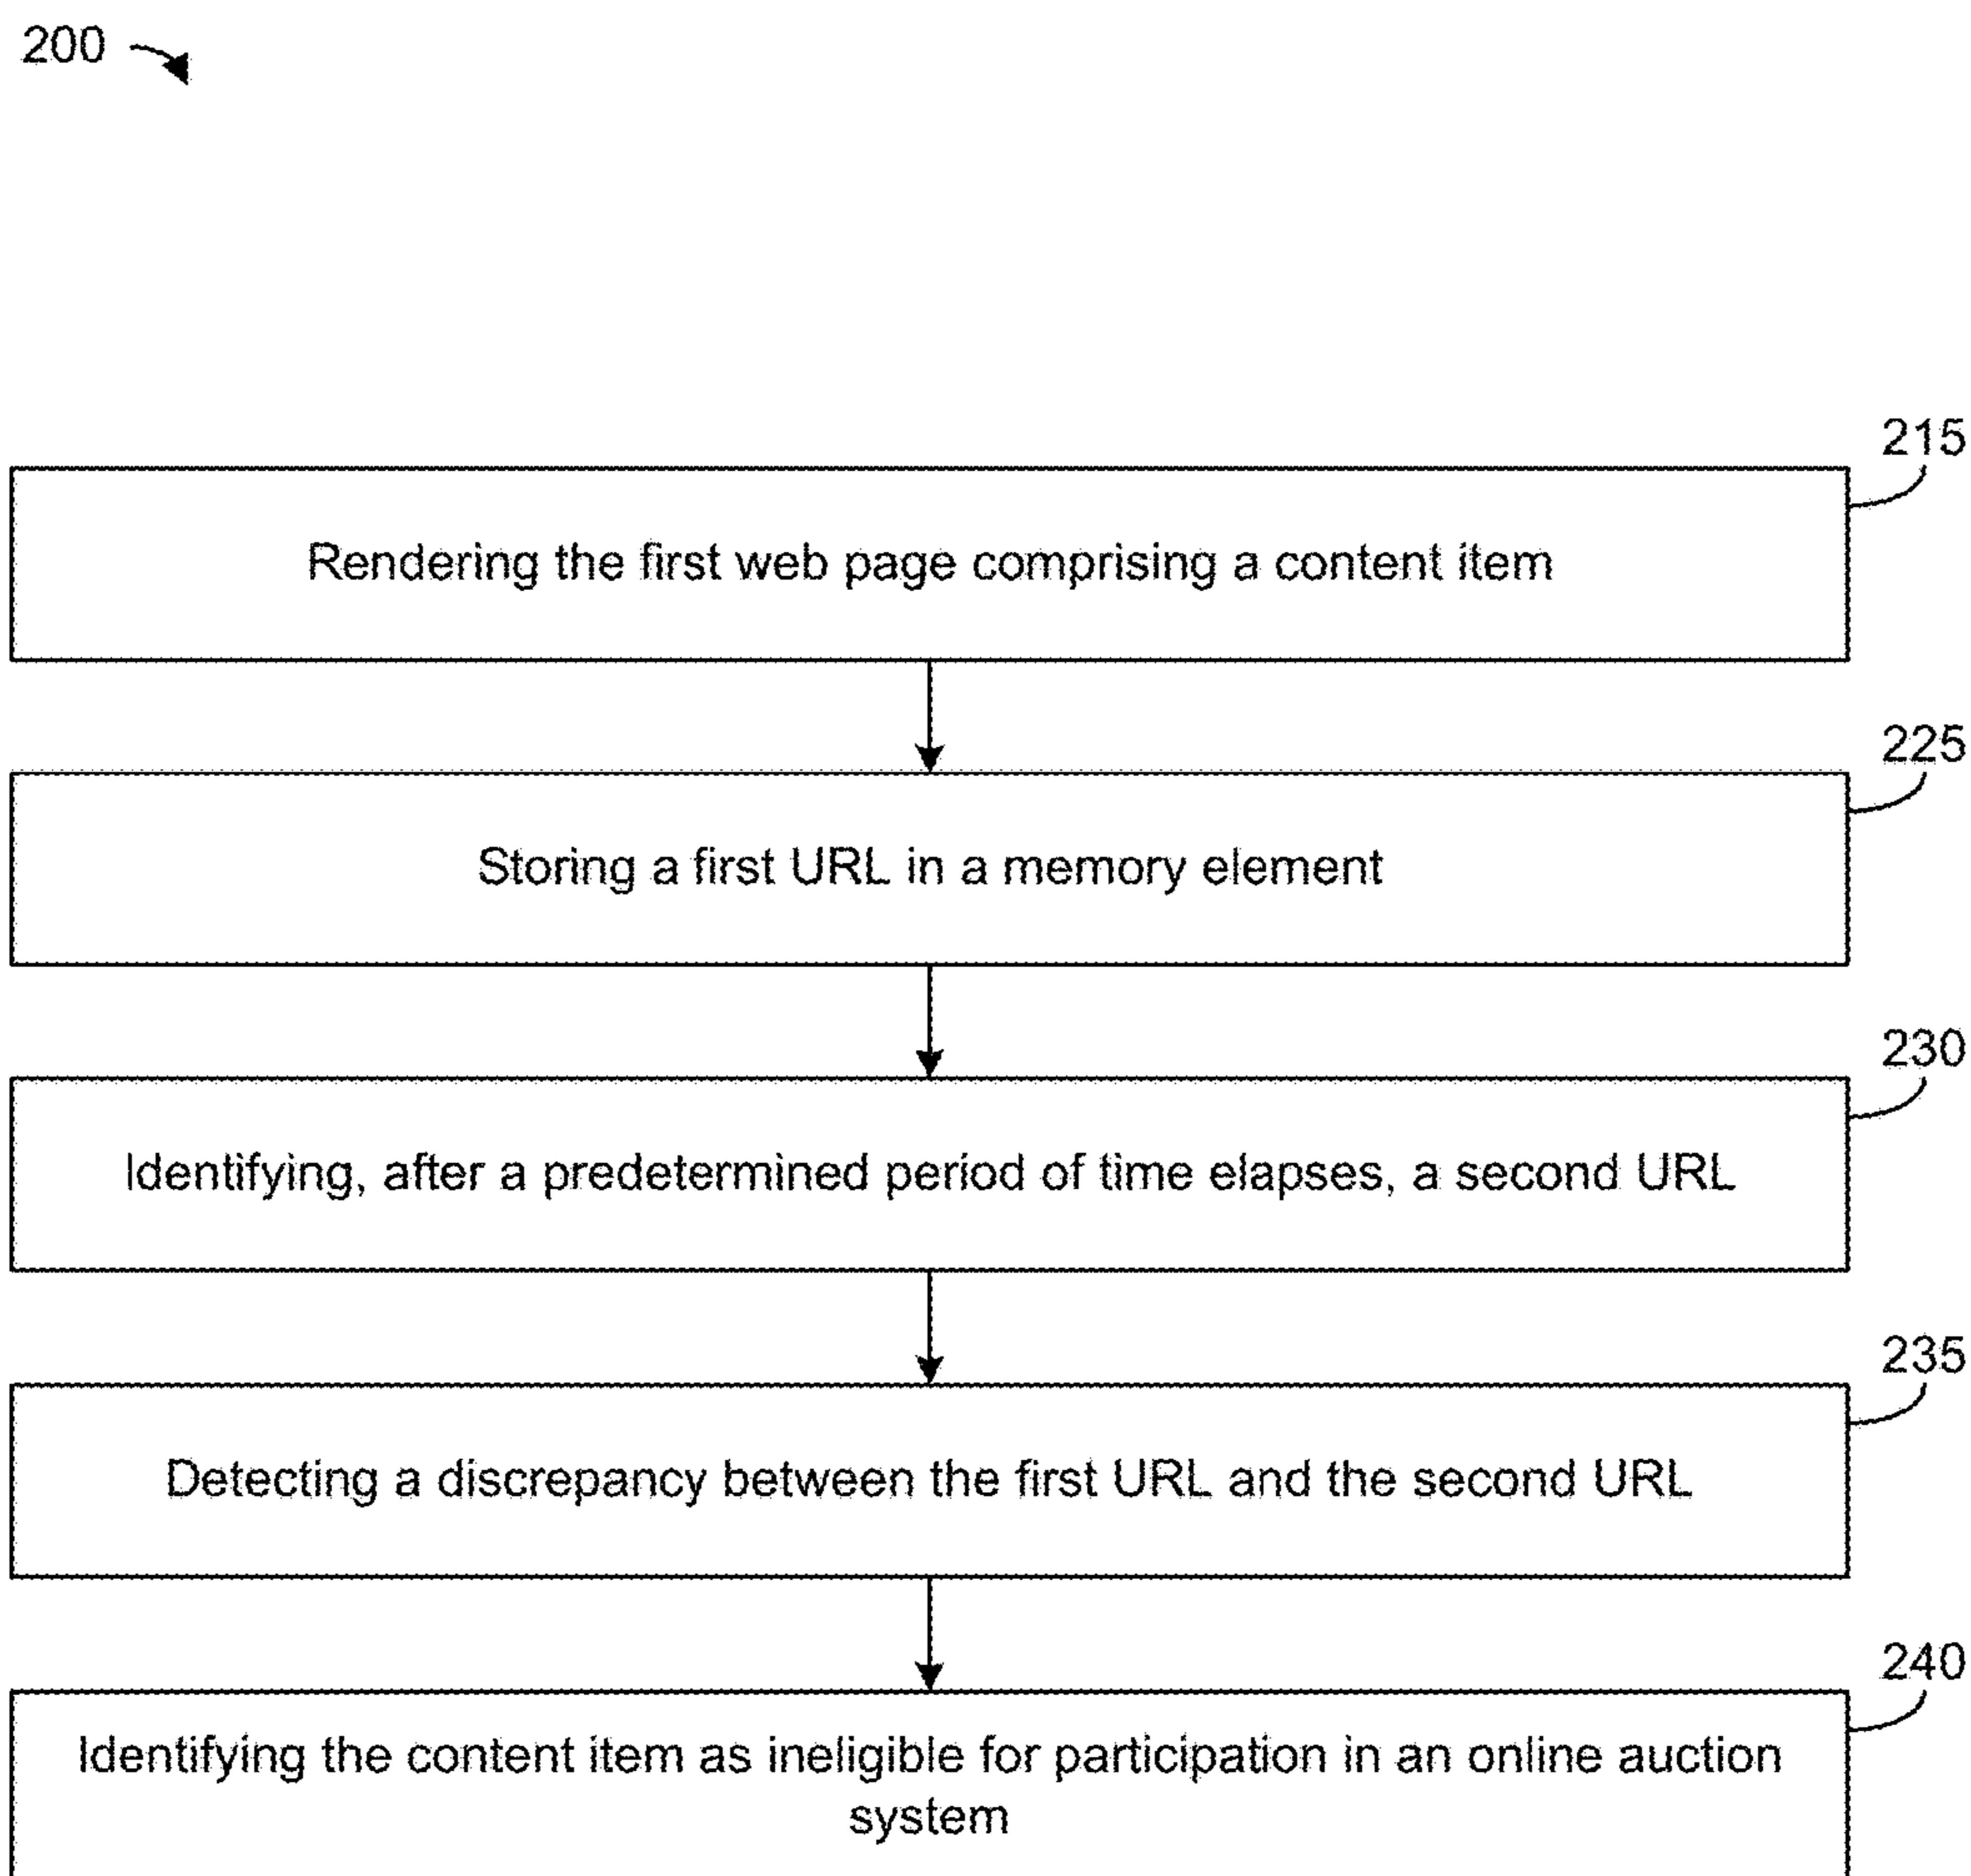 200
215
Rendering the first web page comprising a content item
225
Storing a first URL in a memory element
230
Identifying, after a predetermined period of time elapses, a second URL
235
Detecting a discrepancy between the first URL and the second URL
240
Identifying the content item as ineligible for participation in an online auction
system